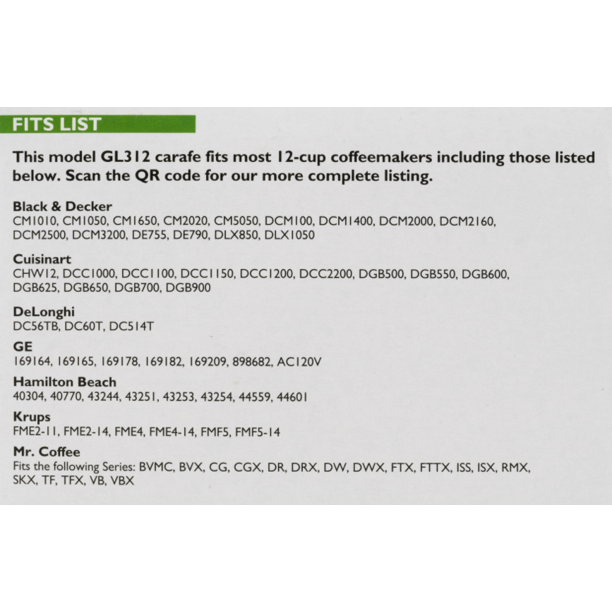 FITS LIST
This model GL312 carafe fits most 12-cup coffeemakers including those listed
below. Scan the QR code for our more complete listing.
Black & Decker
CM1010, CM1050, CM1650, CM2020, CM5050, DCM100, DCM1400, DCM2000, DCM2160,
DCM2500, DCM3200, DE755, DE790, DLX850, DLX1050
Cuisinart
CHW12, DCC1000, DCC1100, DCC1150, DCC1200, DCC2200, DGB500, DGB550, DGB600,
DGB625, DGB650, DGB700, DGB900
DeLonghi
DC56TB, DC60T, DC514T
GE
169164, 169165, 169178, 169182, 169209, 898682, AC120V
Hamilton Beach
40304, 40770, 43244, 43251, 43253, 43254, 44559, 44601
Krups
FME2-11, FME2-14, FME4, FME4-14, FMF5, FMF5-14
Mr. Coffee
Fits the following Series: BVMC, BVX, CG, CGX, DR, DRX, DW, DWX, FTX, FTTX, ISS, ISX, RMX,
SKX, TF, TFX, VB, VBX